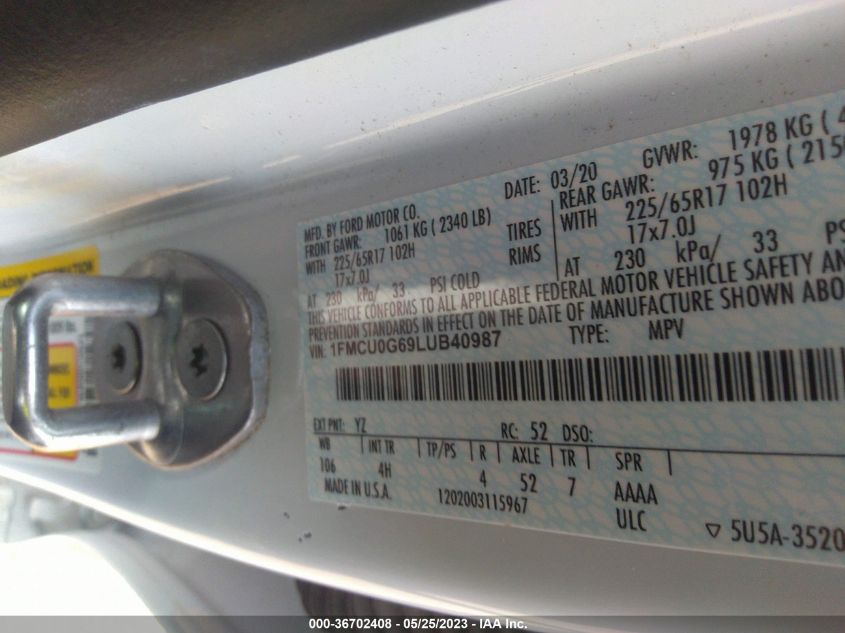 MFD. BY FORD MOTOR CO.
DATE: 03/20
GVWR: 1978 KG (
FRONT GAWR: 1061 KG ( 2340 LB)
REAR GAWR: 975 KG ( 215
WITH 225/65R17 102H TIRES
WITH 225/65R17 102H
17x7.0J RIMS
17x7.0J
AT 230 kPa/ 33 PSI COLD
AT 230 kPa/ 33 PS
THIS VEHICLE CONFORMS TO ALL APPLICABLE FEDERAL MOTOR VEHICLE SAFETY AN
PREVENTION STANDARDS IN EFFECT ON THE DATE OF MANUFACTURE SHOWN ABO
VIN: 1FMCU0G69LUB40987 TYPE: MPV
EXT PNT: YZ RC: 52 DSO:
WB INT TR TP/PS R AXLE TR SPR
106 4H 4 52 7 AAAA
MADE IN U.S.A. 1202003115967 ULC
5U5A-3520
000-36702408 - 05/25/2023 - IAA Inc.